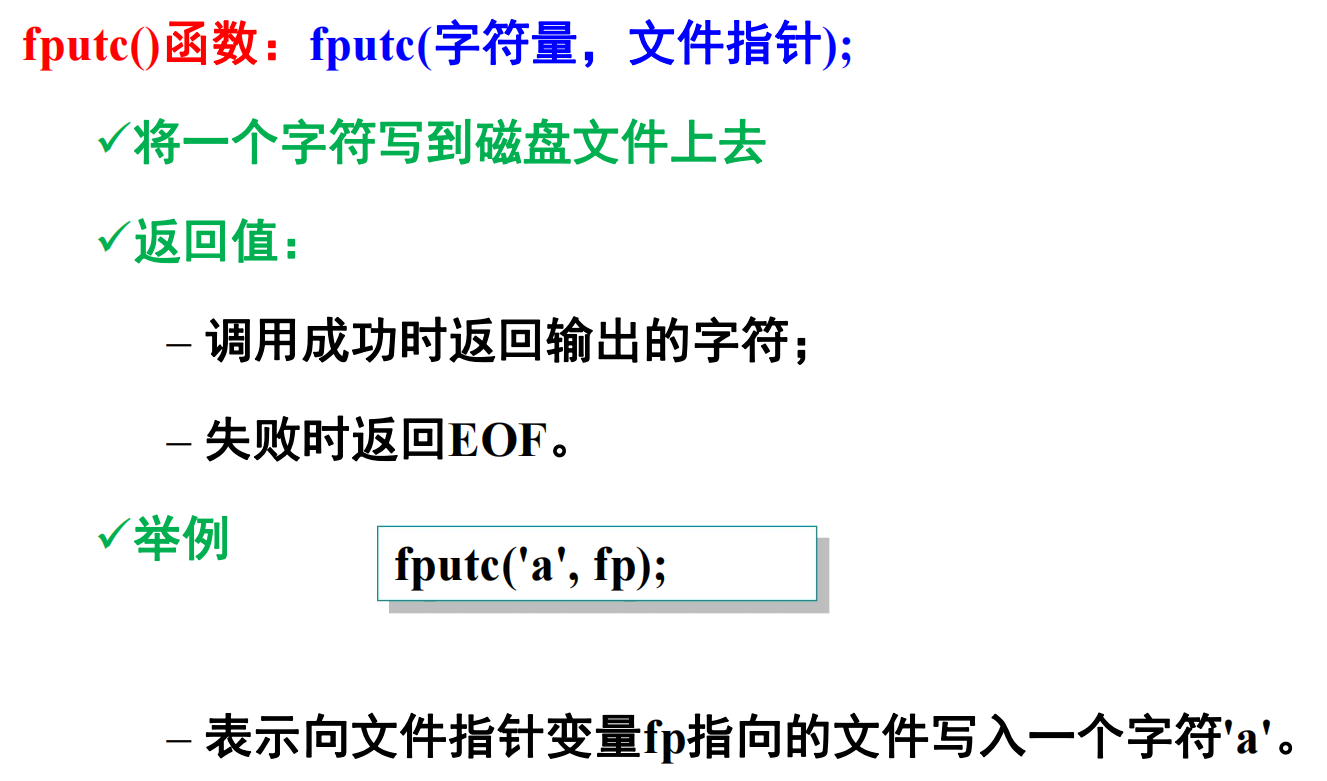 fputc()函数：fputc(字符量，文件指针);
✓将一个字符写到磁盘文件上去
✓返回值：
– 调用成功时返回输出的字符；
– 失败时返回EOF。
✓举例
fputc('a', fp);
– 表示向文件指针变量fp指向的文件写入一个字符'a'。